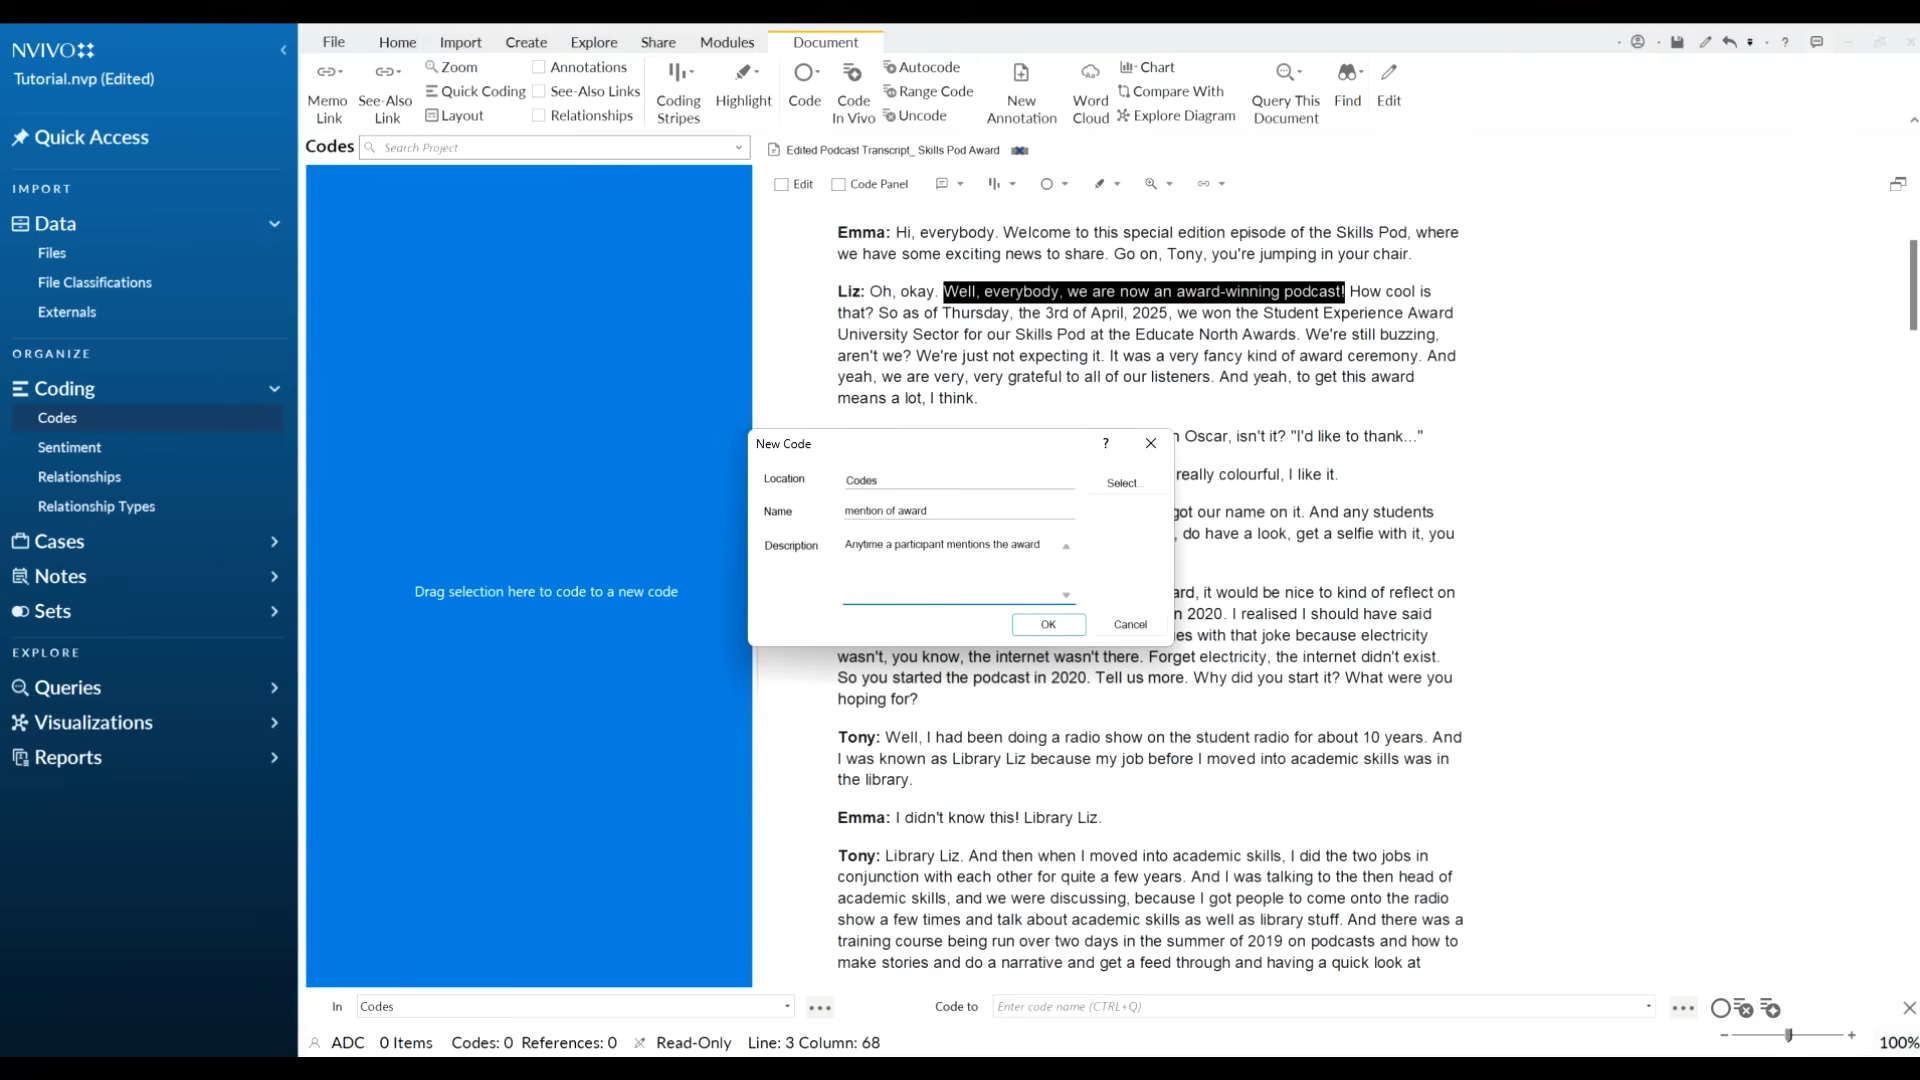 NVIVO
Tutorial.nvp (Edited)
Quick Access
IMPORT
Data
Files
File Classifications
Externals
ORGANIZE
Coding
Codes
Sentiment
Relationships
Relationship Types
Cases
Notes
Sets
EXPLORE
Queries
Visualizations
Reports
File Home Import Create Explore Share Modules Document
Memo Link
See-Also Link
Zoom
Quick Coding
Layout
Annotations
See-Also Links
Relationships
Coding Stripes
Highlight
Code
Code In Vivo
Autocode
Range Code
Uncode
New Annotation
Word Cloud
Chart
Compare With
Explore Diagram
Query This Document
Find
Edit
Codes
Search Project
Edited Podcast Transcript_ Skills Pod Award
Edit Code Panel
Drag selection here to code to a new code
Emma: Hi, everybody. Welcome to this special edition episode of the Skills Pod, where
we have some exciting news to share. Go on, Tony, you're jumping in your chair.
Liz: Oh, okay. Well, everybody, we are now an award-winning podcast! How cool is
that? So as of Thursday, the 3rd of April, 2025, we won the Student Experience Award
University Sector for our Skills Pod at the Educate North Awards. We're still buzzing,
aren't we? We're just not expecting it. It was a very fancy kind of award ceremony. And
yeah, we are very, very grateful to all of our listeners. And yeah, to get this award
means a lot, I think.
n Oscar, isn't it? "I'd like to thank..."
really colourful, I like it.
got our name on it. And any students
, do have a look, get a selfie with it, you
ard, it would be nice to kind of reflect on
n 2020. I realised I should have said
es with that joke because electricity
wasn't, you know, the internet wasn't there. Forget electricity, the internet didn't exist.
So you started the podcast in 2020. Tell us more. Why did you start it? What were you
hoping for?
Tony: Well, I had been doing a radio show on the student radio for about 10 years. And
I was known as Library Liz because my job before I moved into academic skills was in
the library.
Emma: I didn't know this! Library Liz.
Tony: Library Liz. And then when I moved into academic skills, I did the two jobs in
conjunction with each other for quite a few years. And I was talking to the then head of
academic skills, and we were discussing, because I got people to come onto the radio
show a few times and talk about academic skills as well as library stuff. And there was a
training course being run over two days in the summer of 2019 on podcasts and how to
make stories and do a narrative and get a feed through and having a quick look at
New Code
?
Location Codes Select...
Name mention of award
Description Anytime a participant mentions the award
OK Cancel
In Codes
Code to Enter code name (CTRL+Q)
ADC 0 Items Codes: 0 References: 0 Read-Only Line: 3 Column: 68
100%